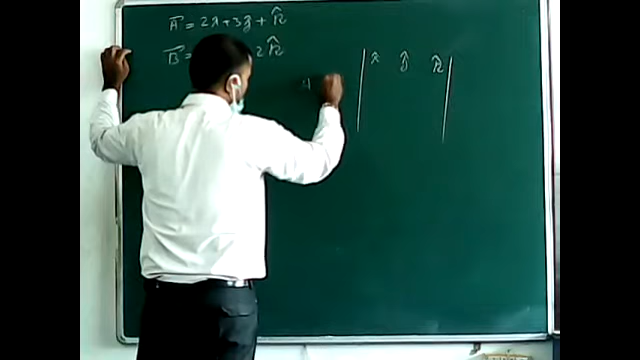 A⃗ = 2î + 3ĵ + k̂
B⃗ = 2k̂
î ĵ k̂